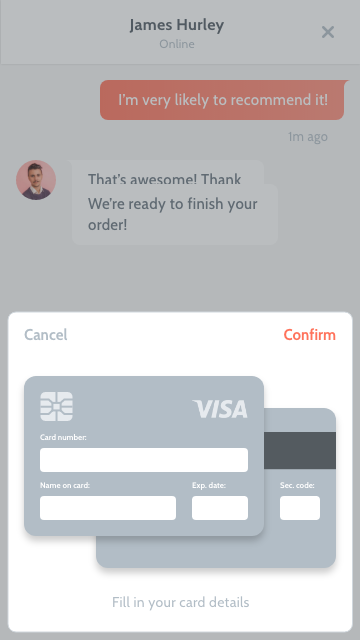 James Hurley
Online
I'm very likely to recommend it!
1m ago
That's awesome! Thank
We're ready to finish your
order!
Cancel
Confirm
VISA
Card number:
Name on card:
Exp. date:
Sec. code:
Fill in your card details